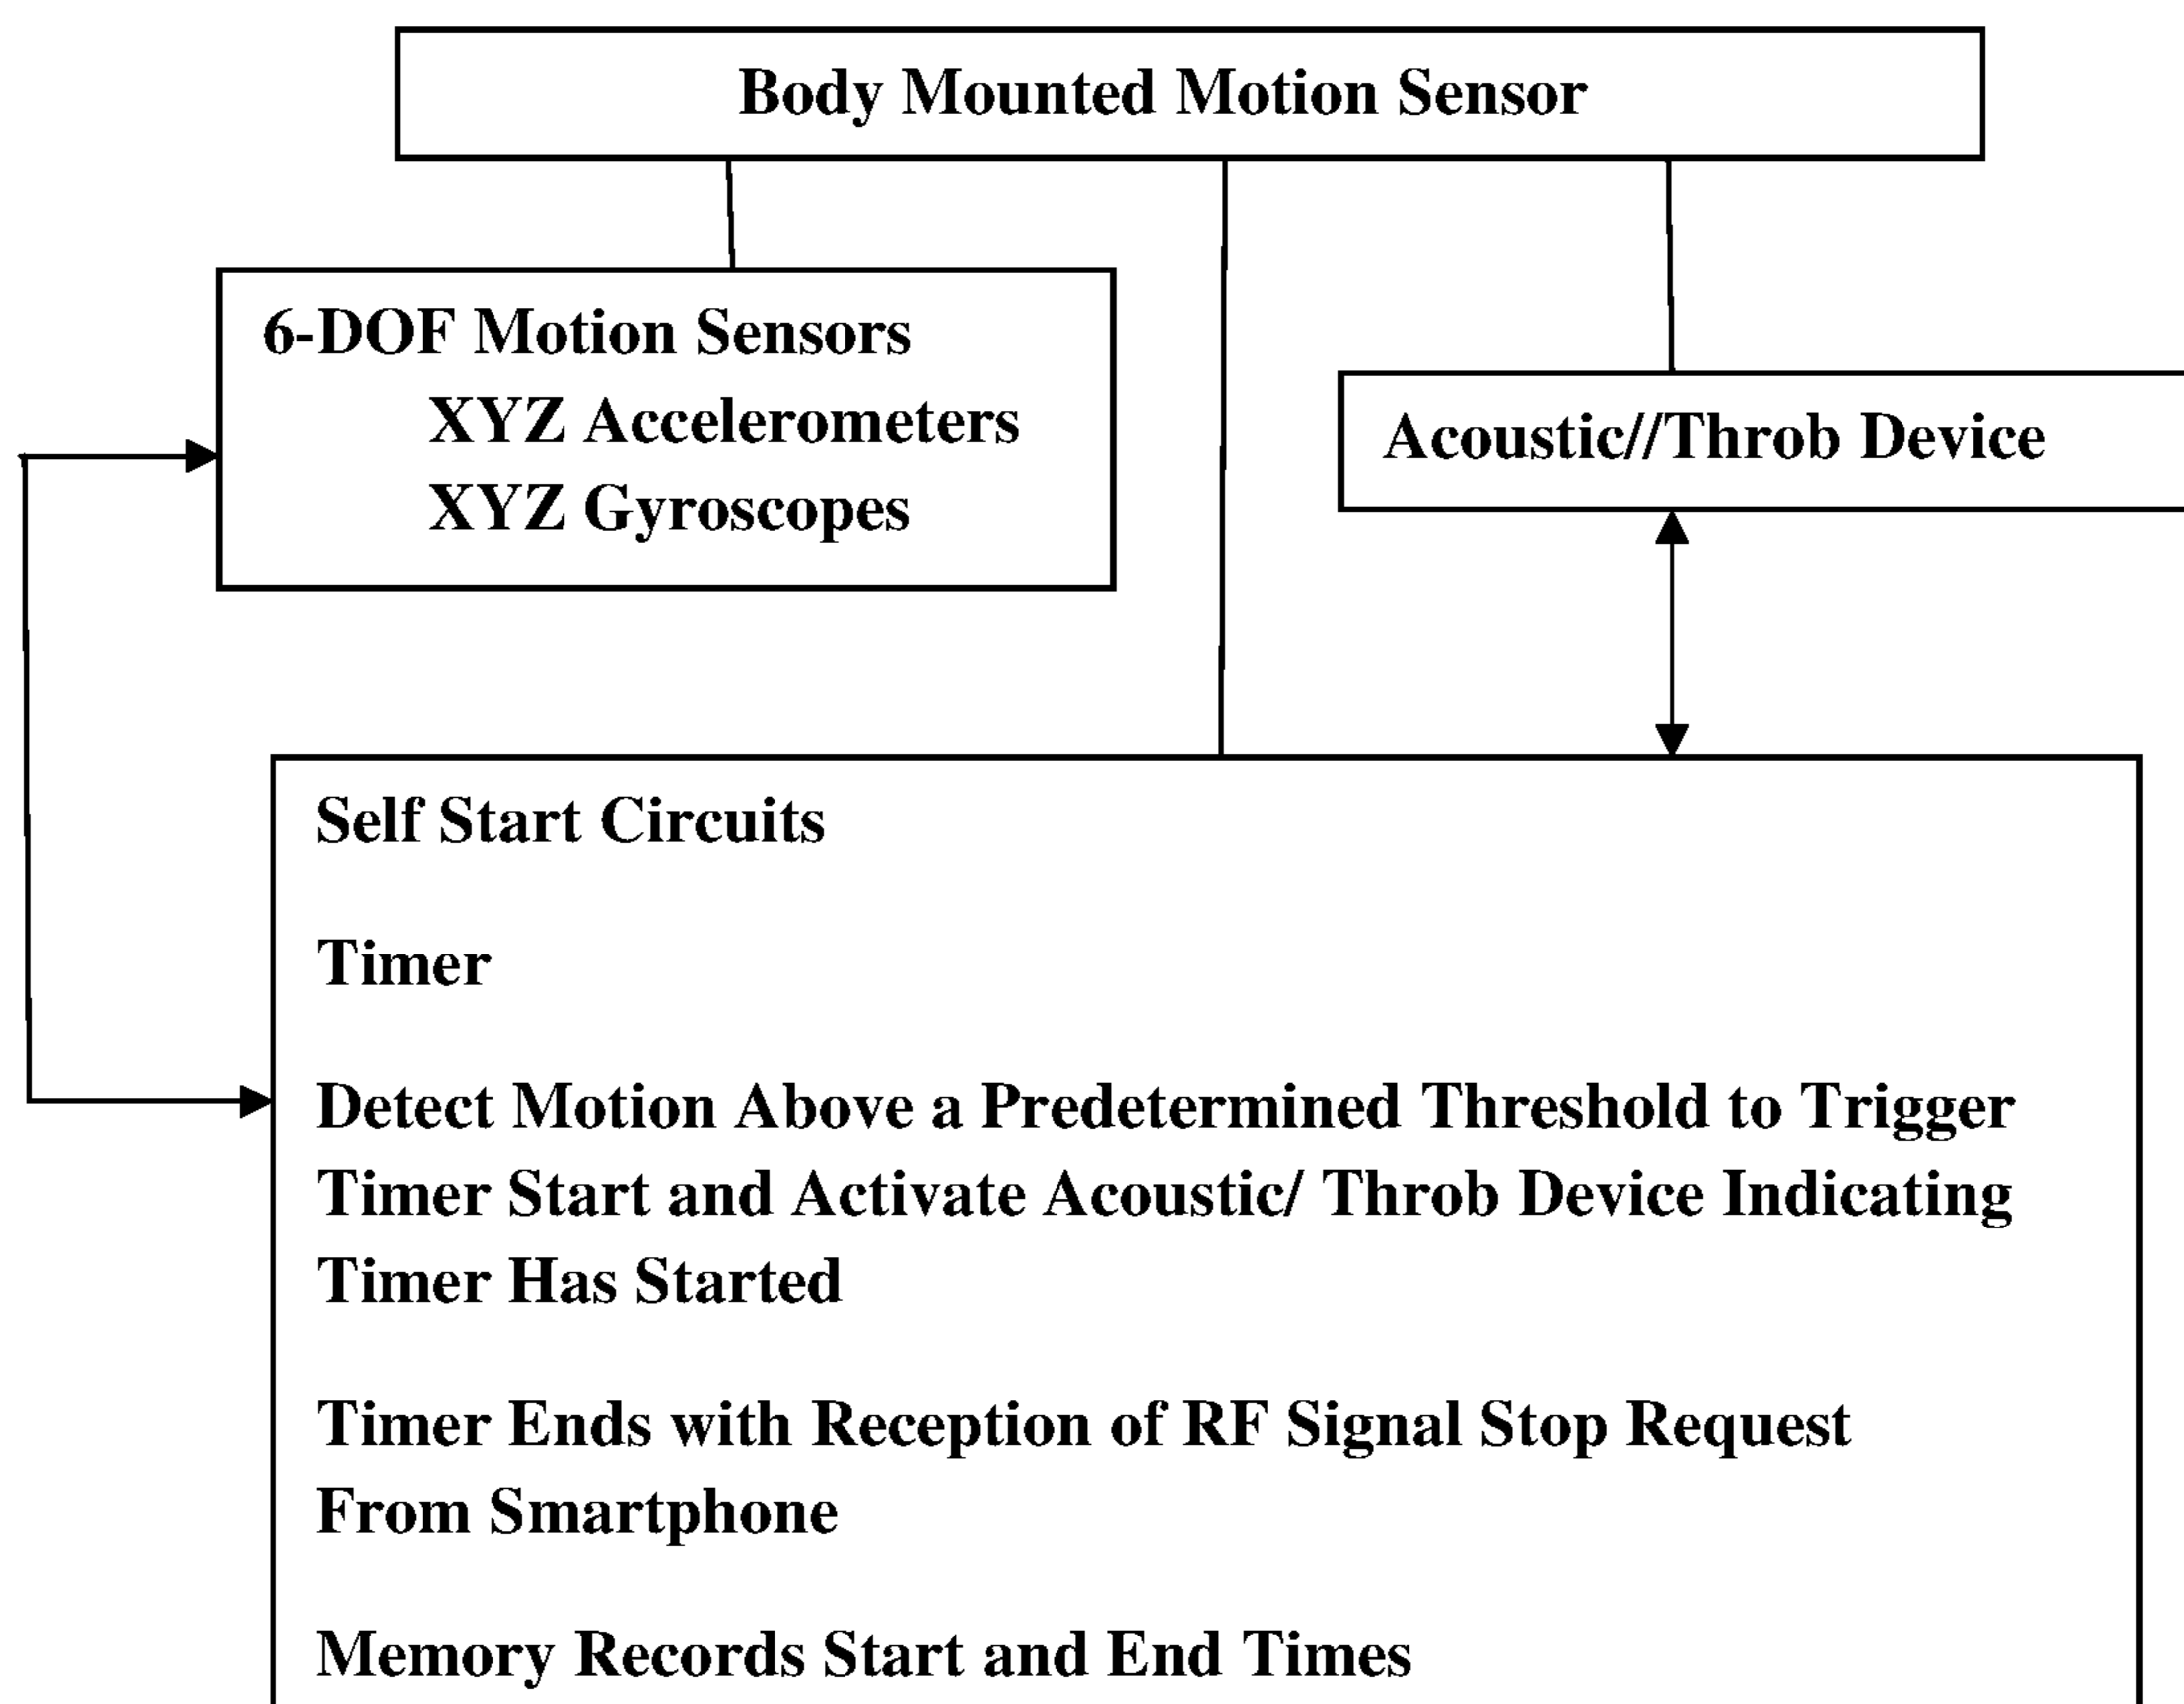 Body Mounted Motion Sensor
6-DOF Motion Sensors
XYZ Accelerometers
XYZ Gyroscopes
Acoustic//Throb Device
Self Start Circuits
Timer
Detect Motion Above a Predetermined Threshold to Trigger
Timer Start and Activate Acoustic/ Throb Device Indicating
Timer Has Started
Timer Ends with Reception of RF Signal Stop Request
From Smartphone
Memory Records Start and End Times